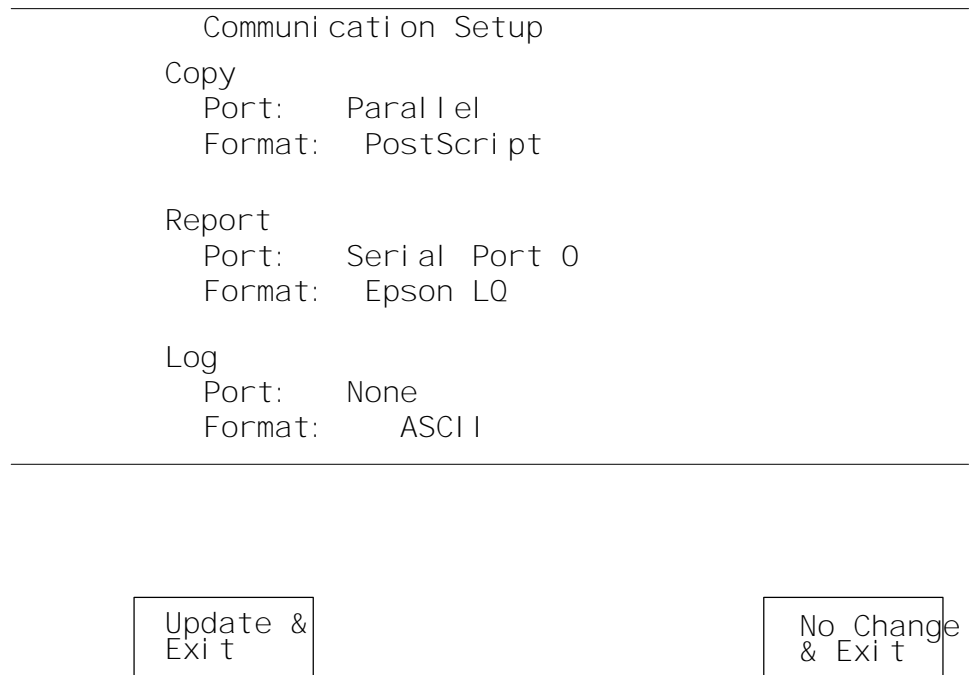 Communication Setup
Copy
Port: Parallel
Format: PostScript
Report
Port: Serial Port 0
Format: Epson LQ
Log
Port: None
Format: ASCII
Update &
Exit
No Change
& Exit